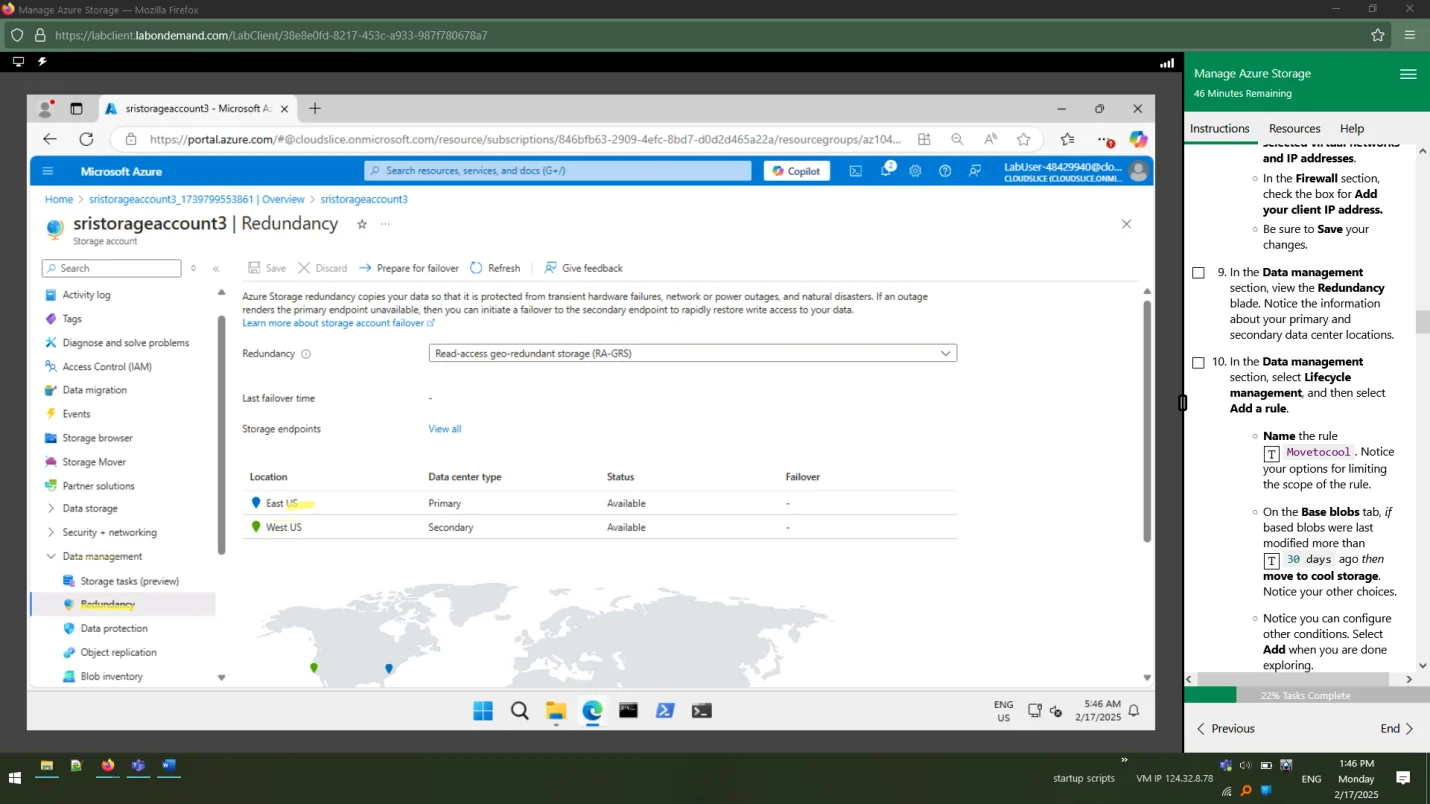 Manage Azure Storage — Mozilla Firefox
https://labclient.labondemand.com/LabClient/38e8e0fd-8217-453c-a933-987f780678a7
sristorageaccount3 - Microsoft Az
https://portal.azure.com/#@cloudslice.onmicrosoft.com/resource/subscriptions/846bfb63-2909-4efc-8bd7-d0d2d465a22a/resourcegroups/az104...
Microsoft Azure
Search resources, services, and docs (G+/)
Copilot
2
LabUser-48429940@clo...
CLOUDSLICE (CLOUDSLICE.ONMI...
Home > sristorageaccount3_1739799553861 | Overview > sristorageaccount3
sristorageaccount3 | Redundancy
Storage account
Search
Save
Discard
Prepare for failover
Refresh
Give feedback
Activity log
Tags
Diagnose and solve problems
Access Control (IAM)
Data migration
Events
Storage browser
Storage Mover
Partner solutions
Data storage
Security + networking
Data management
Storage tasks (preview)
Redundancy
Data protection
Object replication
Blob inventory
Azure Storage redundancy copies your data so that it is protected from transient hardware failures, network or power outages, and natural disasters. If an outage
renders the primary endpoint unavailable, then you can initiate a failover to the secondary endpoint to rapidly restore write access to your data.
Learn more about storage account failover
Redundancy
Read-access geo-redundant storage (RA-GRS)
Last failover time -
Storage endpoints View all
Location Data center type Status Failover
East US Primary Available -
West US Secondary Available -
ENG
US
5:46 AM
2/17/2025
Manage Azure Storage
46 Minutes Remaining
Instructions Resources Help
Selected virtual networks
and IP addresses.
In the Firewall section,
check the box for Add
your client IP address.
Be sure to Save your
changes.
9. In the Data management
section, view the Redundancy
blade. Notice the information
about your primary and
secondary data center locations.
10. In the Data management
section, select Lifecycle
management, and then select
Add a rule.
Name the rule
T Movetocool. Notice
your options for limiting
the scope of the rule.
On the Base blobs tab, if
based blobs were last
modified more than
T 30 days ago then
move to cool storage.
Notice your other choices.
Notice you can configure
other conditions. Select
Add when you are done
exploring.
22% Tasks Complete
Previous
End
startup scripts
VM IP 124.32.8.78
ENG
1:46 PM
Monday
2/17/2025